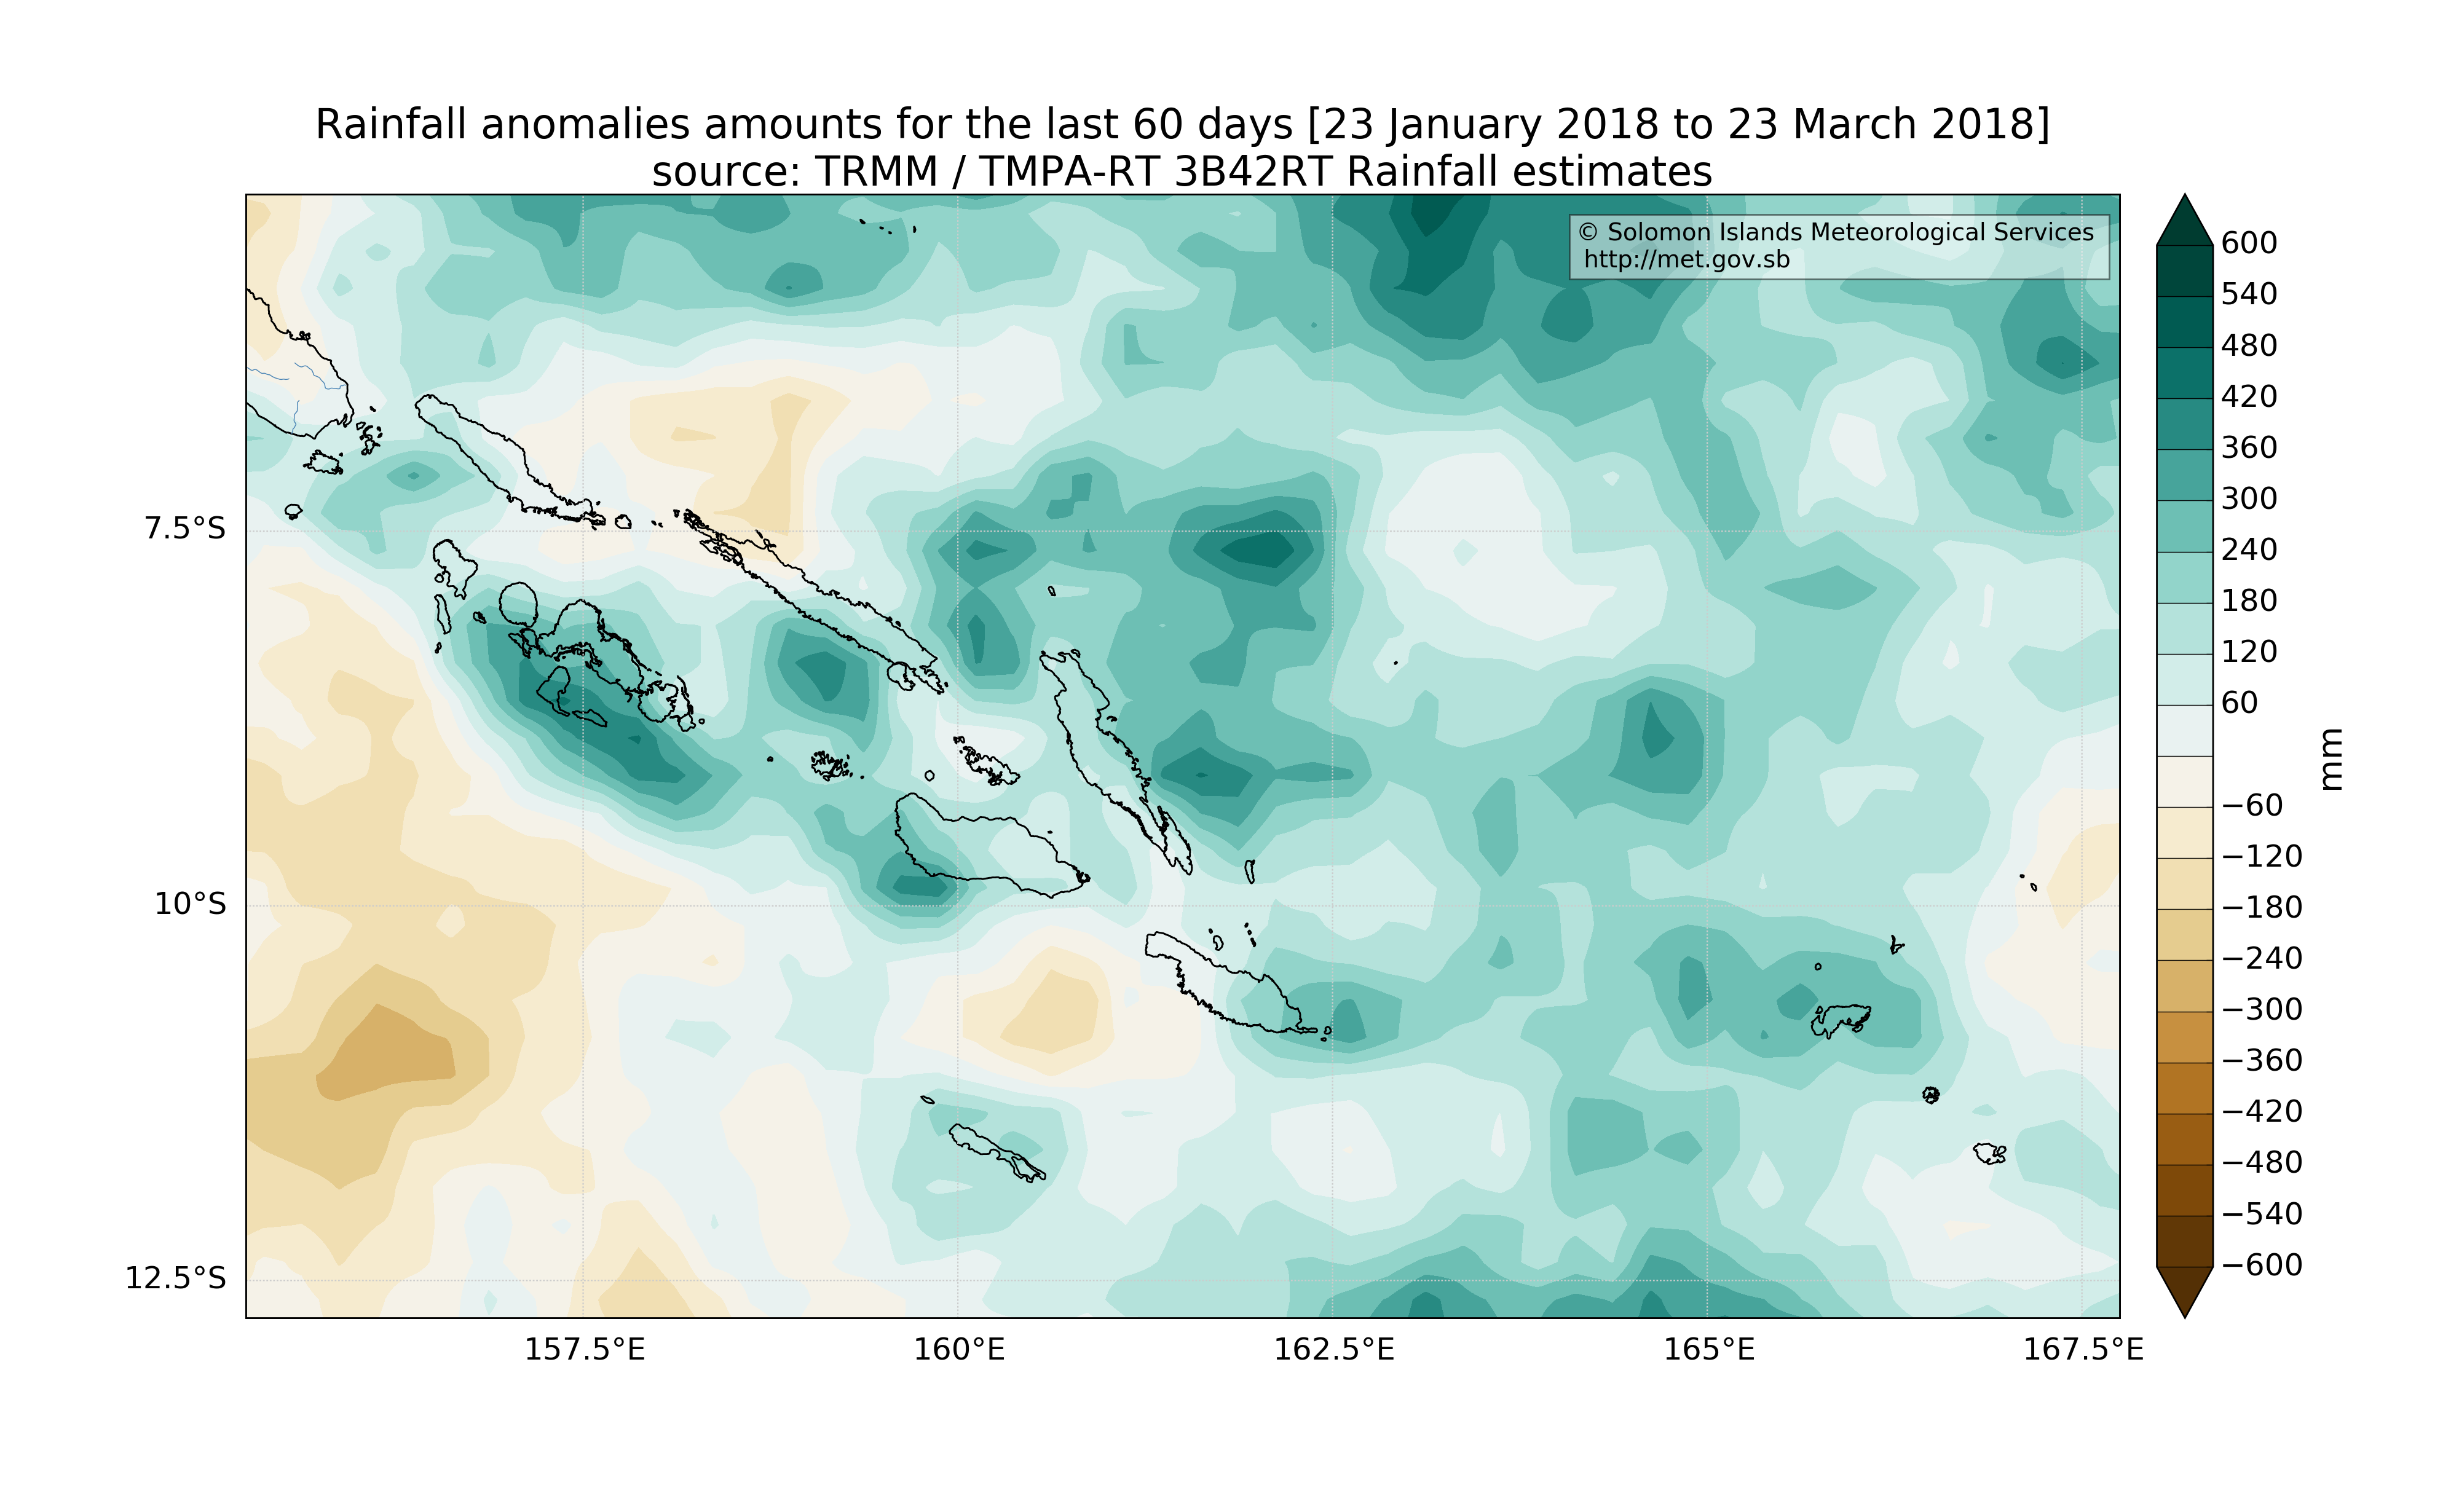 Rainfall anomalies amounts for the last 60 days [23 January 2018 to 23 March 2018]
source: TRMM / TMPA-RT 3B42RT Rainfall estimates
© Solomon Islands Meteorological Services
http://met.gov.sb
7.5°S
10°S
12.5°S
157.5°E
160°E
162.5°E
165°E
167.5°E
600
540
480
420
360
300
240
180
120
60
−60
−120
−180
−240
−300
−360
−420
−480
−540
−600
mm